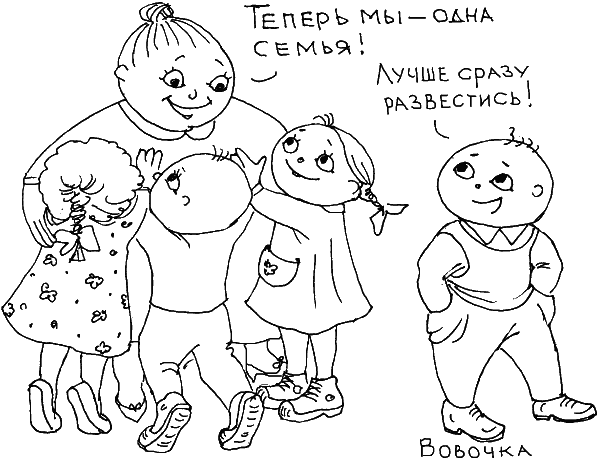 Теперь мы – одна
семья!
Лучше сразу
развестись!
Вовочка